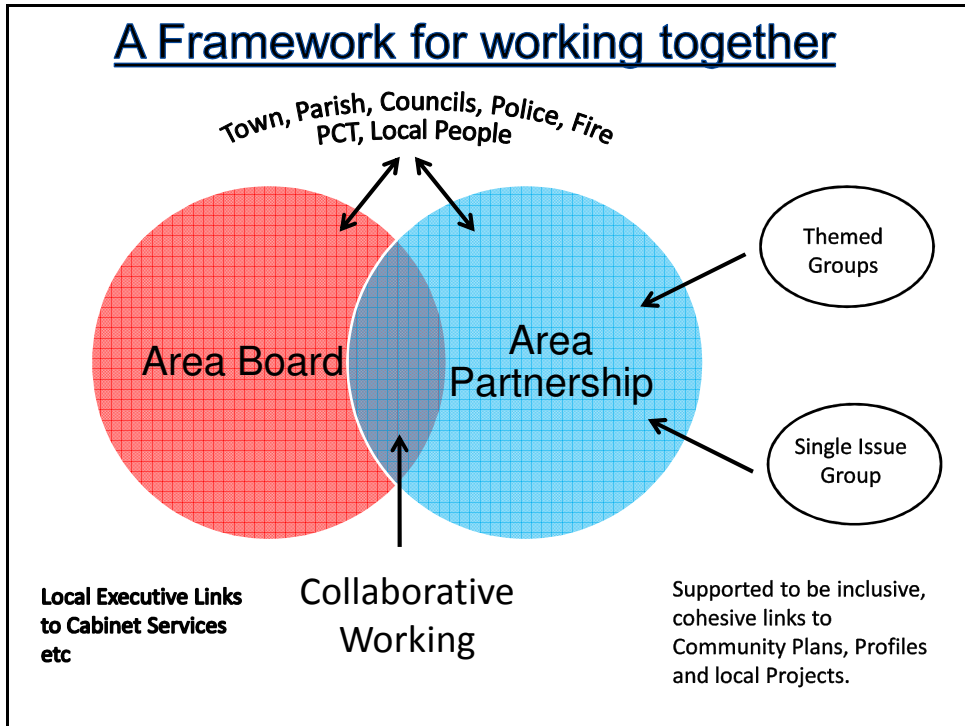 A Framework for working together
Town, Parish, Councils, Police, Fire
PCT, Local People
Themed
Groups
Area Board
Area
Partnership
Single Issue
Group
Collaborative
Working
Local Executive Links
to Cabinet Services
etc
Supported to be inclusive,
cohesive links to
Community Plans, Profiles
and local Projects.